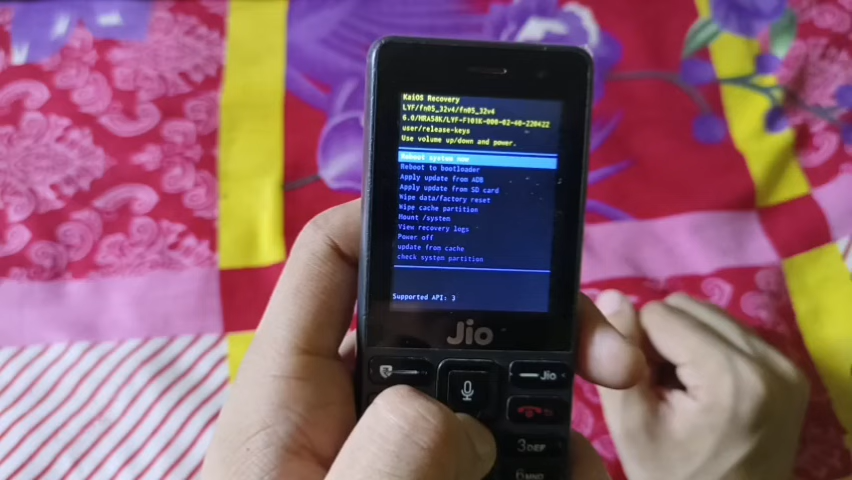 KaiOS Recovery
LYF/fn05_32v4/fn05_32v4
6.0/MRA58K/LYF-F101K-000-02-40-220422
user/release-keys
Use volume up/down and power.
Reboot system now
Reboot to bootloader
Apply update from ADB
Apply update from SD card
Wipe data/factory reset
Wipe cache partition
Mount /system
View recovery logs
Power off
update from cache
check system partition
Supported API: 3
Jio
Jio
3DEF
6MNO